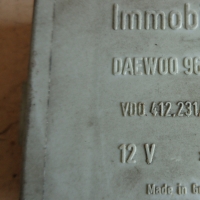 Immob
DAEWOO 96
VDO. 412.231
12 V
Made in G